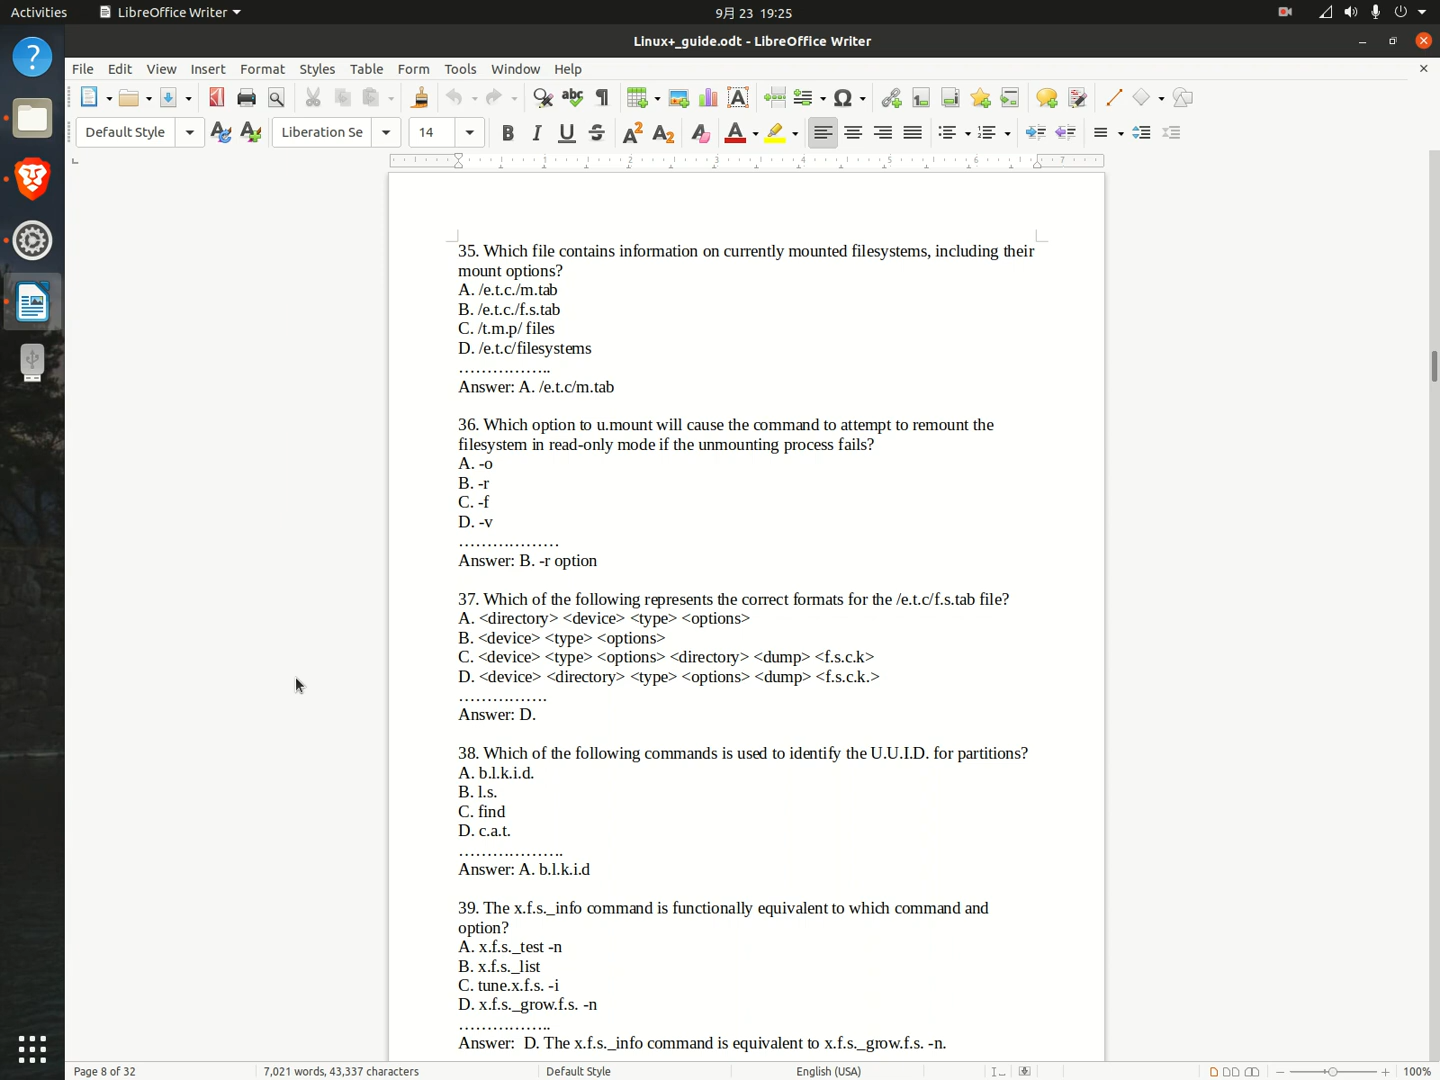 Activities LibreOffice Writer 9月 23 19:25
Linux+_guide.odt - LibreOffice Writer
File Edit View Insert Format Styles Table Form Tools Window Help
Default Style Liberation Se 14
1 2 3 4 5 6 7
35. Which file contains information on currently mounted filesystems, including their
mount options?
A. /e.t.c./m.tab
B. /e.t.c./f.s.tab
C. /t.m.p/ files
D. /e.t.c/filesystems
……………..
Answer: A. /e.t.c/m.tab
36. Which option to u.mount will cause the command to attempt to remount the
filesystem in read-only mode if the unmounting process fails?
A. -o
B. -r
C. -f
D. -v
………………
Answer: B. -r option
37. Which of the following represents the correct formats for the /e.t.c/f.s.tab file?
A. <directory> <device> <type> <options>
B. <device> <type> <options>
C. <device> <type> <options> <directory> <dump> <f.s.c.k>
D. <device> <directory> <type> <options> <dump> <f.s.c.k.>
…………….
Answer: D.
38. Which of the following commands is used to identify the U.U.I.D. for partitions?
A. b.l.k.i.d.
B. l.s.
C. find
D. c.a.t.
……………….
Answer: A. b.l.k.i.d
39. The x.f.s._info command is functionally equivalent to which command and
option?
A. x.f.s._test -n
B. x.f.s._list
C. tune.x.f.s. -i
D. x.f.s._grow.f.s. -n
……………..
Answer:  D. The x.f.s._info command is equivalent to x.f.s._grow.f.s. -n.
Page 8 of 32 7,021 words, 43,337 characters Default Style English (USA) 100%